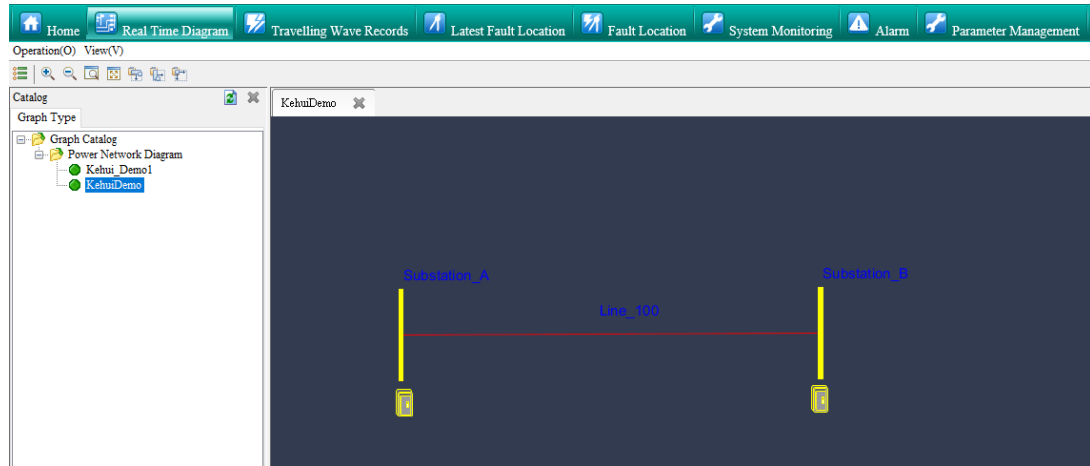 Home Real Time Diagram Travelling Wave Records Latest Fault Location Fault Location System Monitoring Alarm Parameter Management
Operation(O) View(V)
Catalog
Graph Type
Graph Catalog
Power Network Diagram
Kehui_Demo1
KehuiDemo
KehuiDemo
Substation_A
Substation_B
Line_100